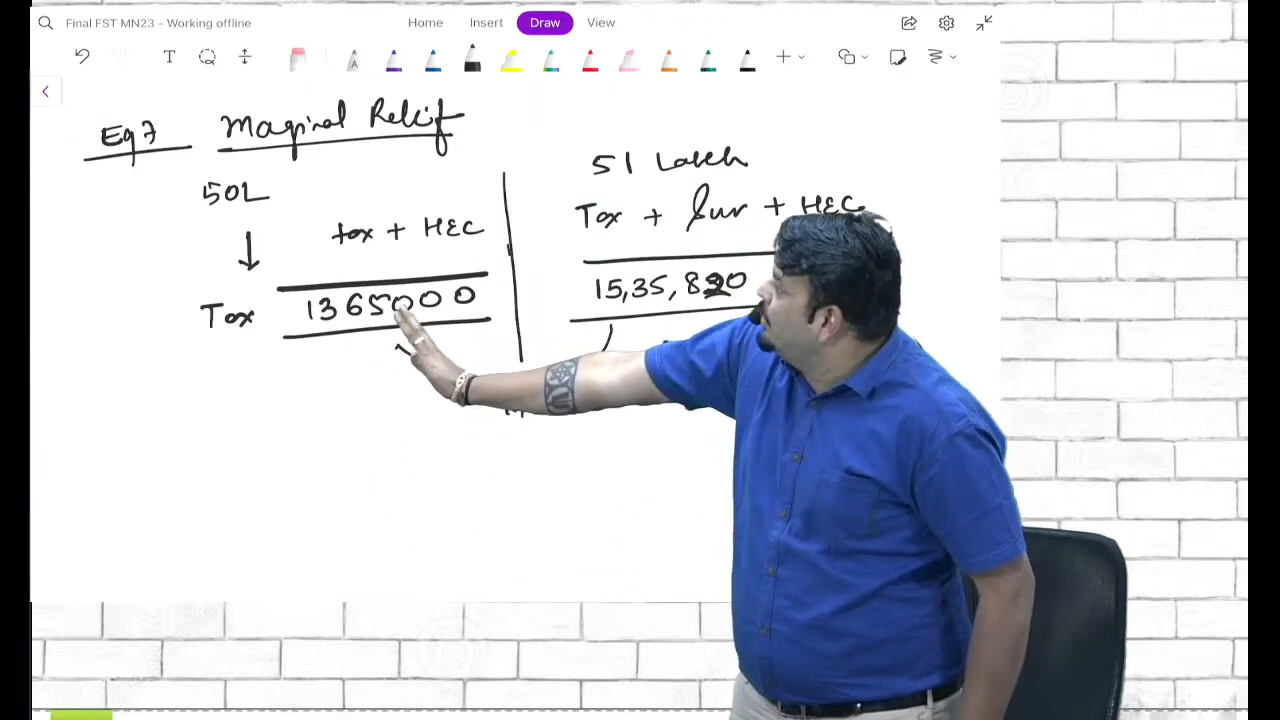 Final FST MN23 – Working offline
Home
Insert
Draw
View
T
A
Eg 7 Maginal Relief
50L
tax + HEC
Tax 1365000
51 Lakh
Tax + Sur + HEC
15,35,820